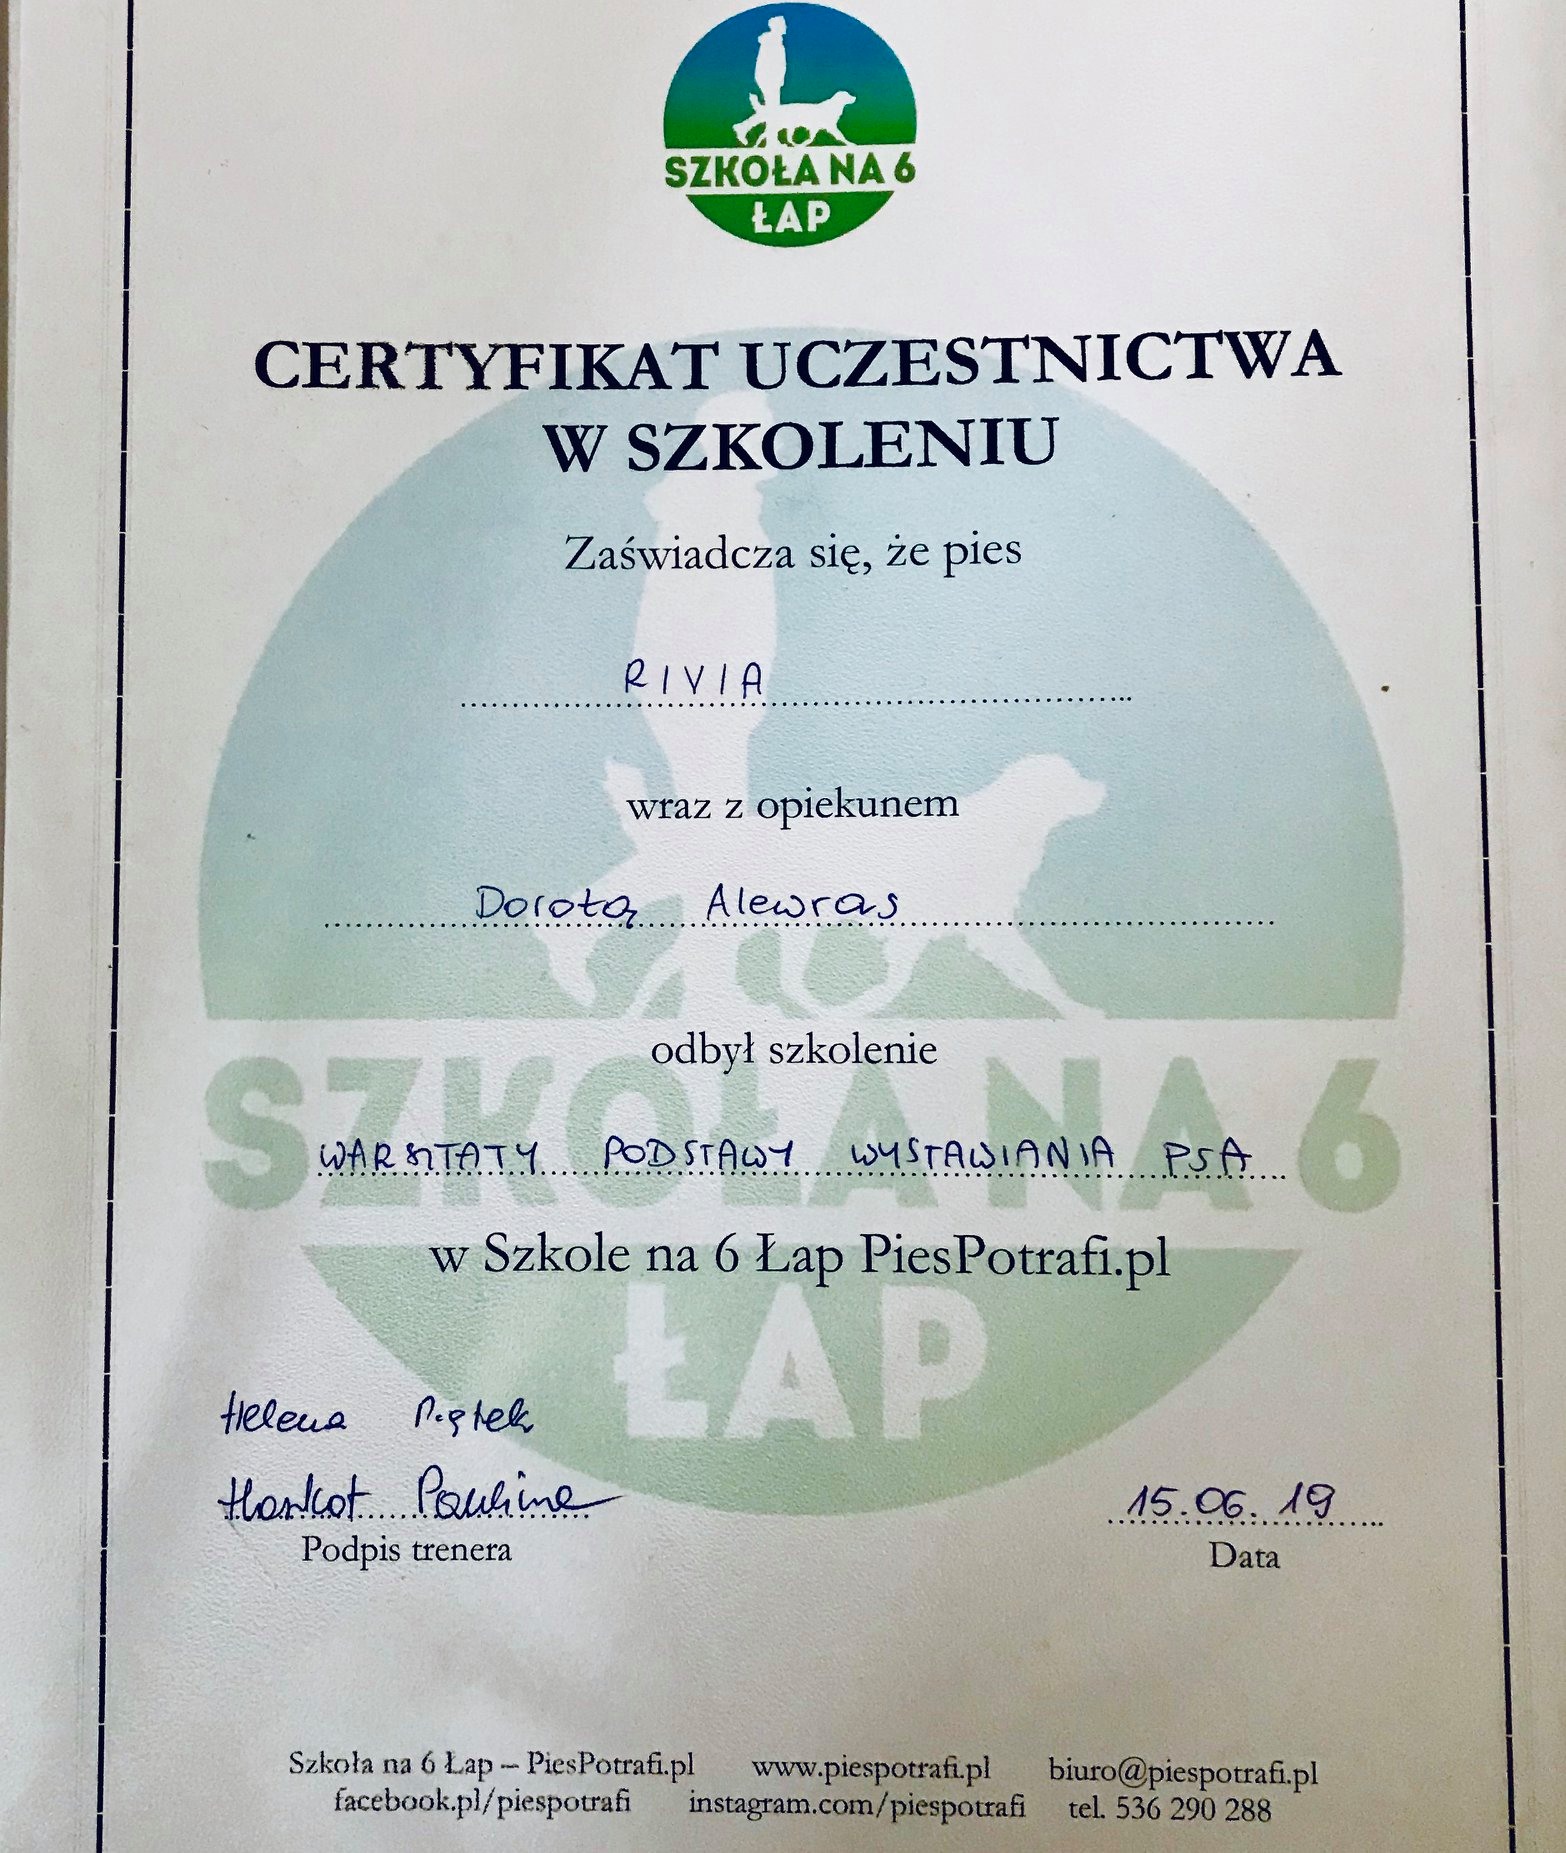 SZKOŁA NA 6
ŁAP
CERTYFIKAT UCZESTNICTWA
W SZKOLENIU
Zaświadcza się, że pies
RIVIA
wraz z opiekunem
Dorotą Alewras
odbył szkolenie
WARSZTATY PODSTAWY WYSTAWIANIA PSA
w Szkole na 6 Łap PiesPotrafi.pl
SZKOŁA NA 6
ŁAP
Helena Piątek
Haskot Paulina
Podpis trenera
15.06.19
Data
Szkoła na 6 Łap – PiesPotrafi.pl www.piespotrafi.pl biuro@piespotrafi.pl
facebook.pl/piespotrafi instagram.com/piespotrafi tel. 536 290 288